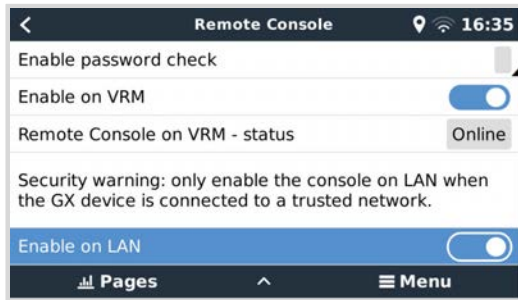 Remote Console 16:35
Enable password check
Enable on VRM
Remote Console on VRM - status Online
Security warning: only enable the console on LAN when
the GX device is connected to a trusted network.
Enable on LAN
Pages Menu